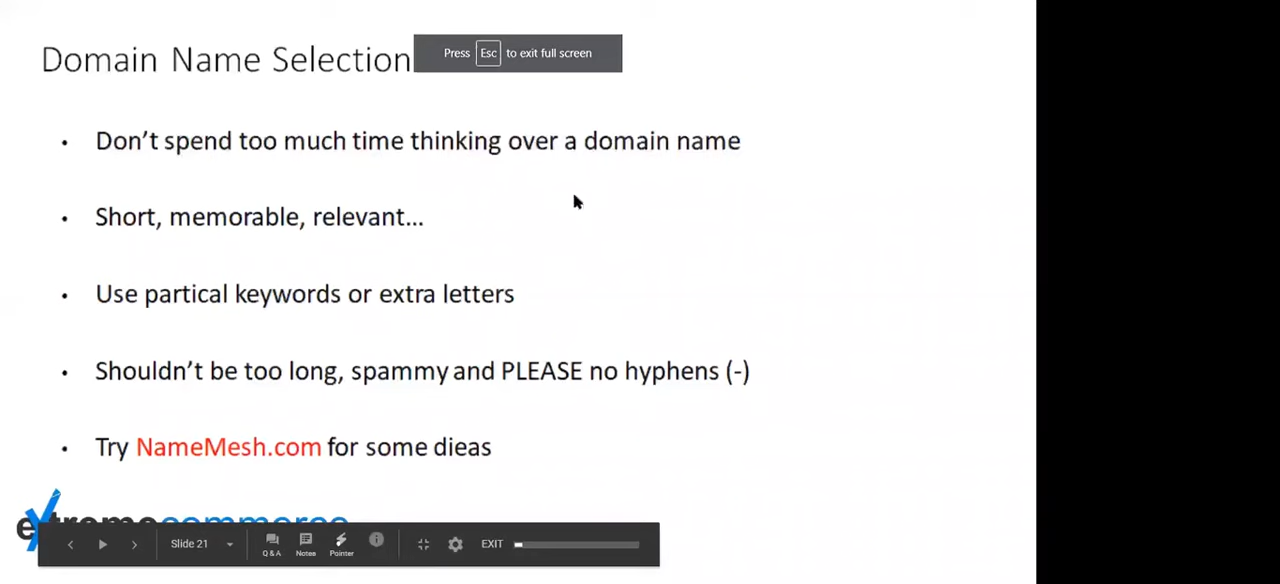 Domain Name Selection
Press Esc to exit full screen
• Don't spend too much time thinking over a domain name
• Short, memorable, relevant...
• Use partical keywords or extra letters
• Shouldn't be too long, spammy and PLEASE no hyphens (-)
• Try NameMesh.com for some dieas
extremecommerce
Slide 21
Q & A
Notes
Pointer
EXIT